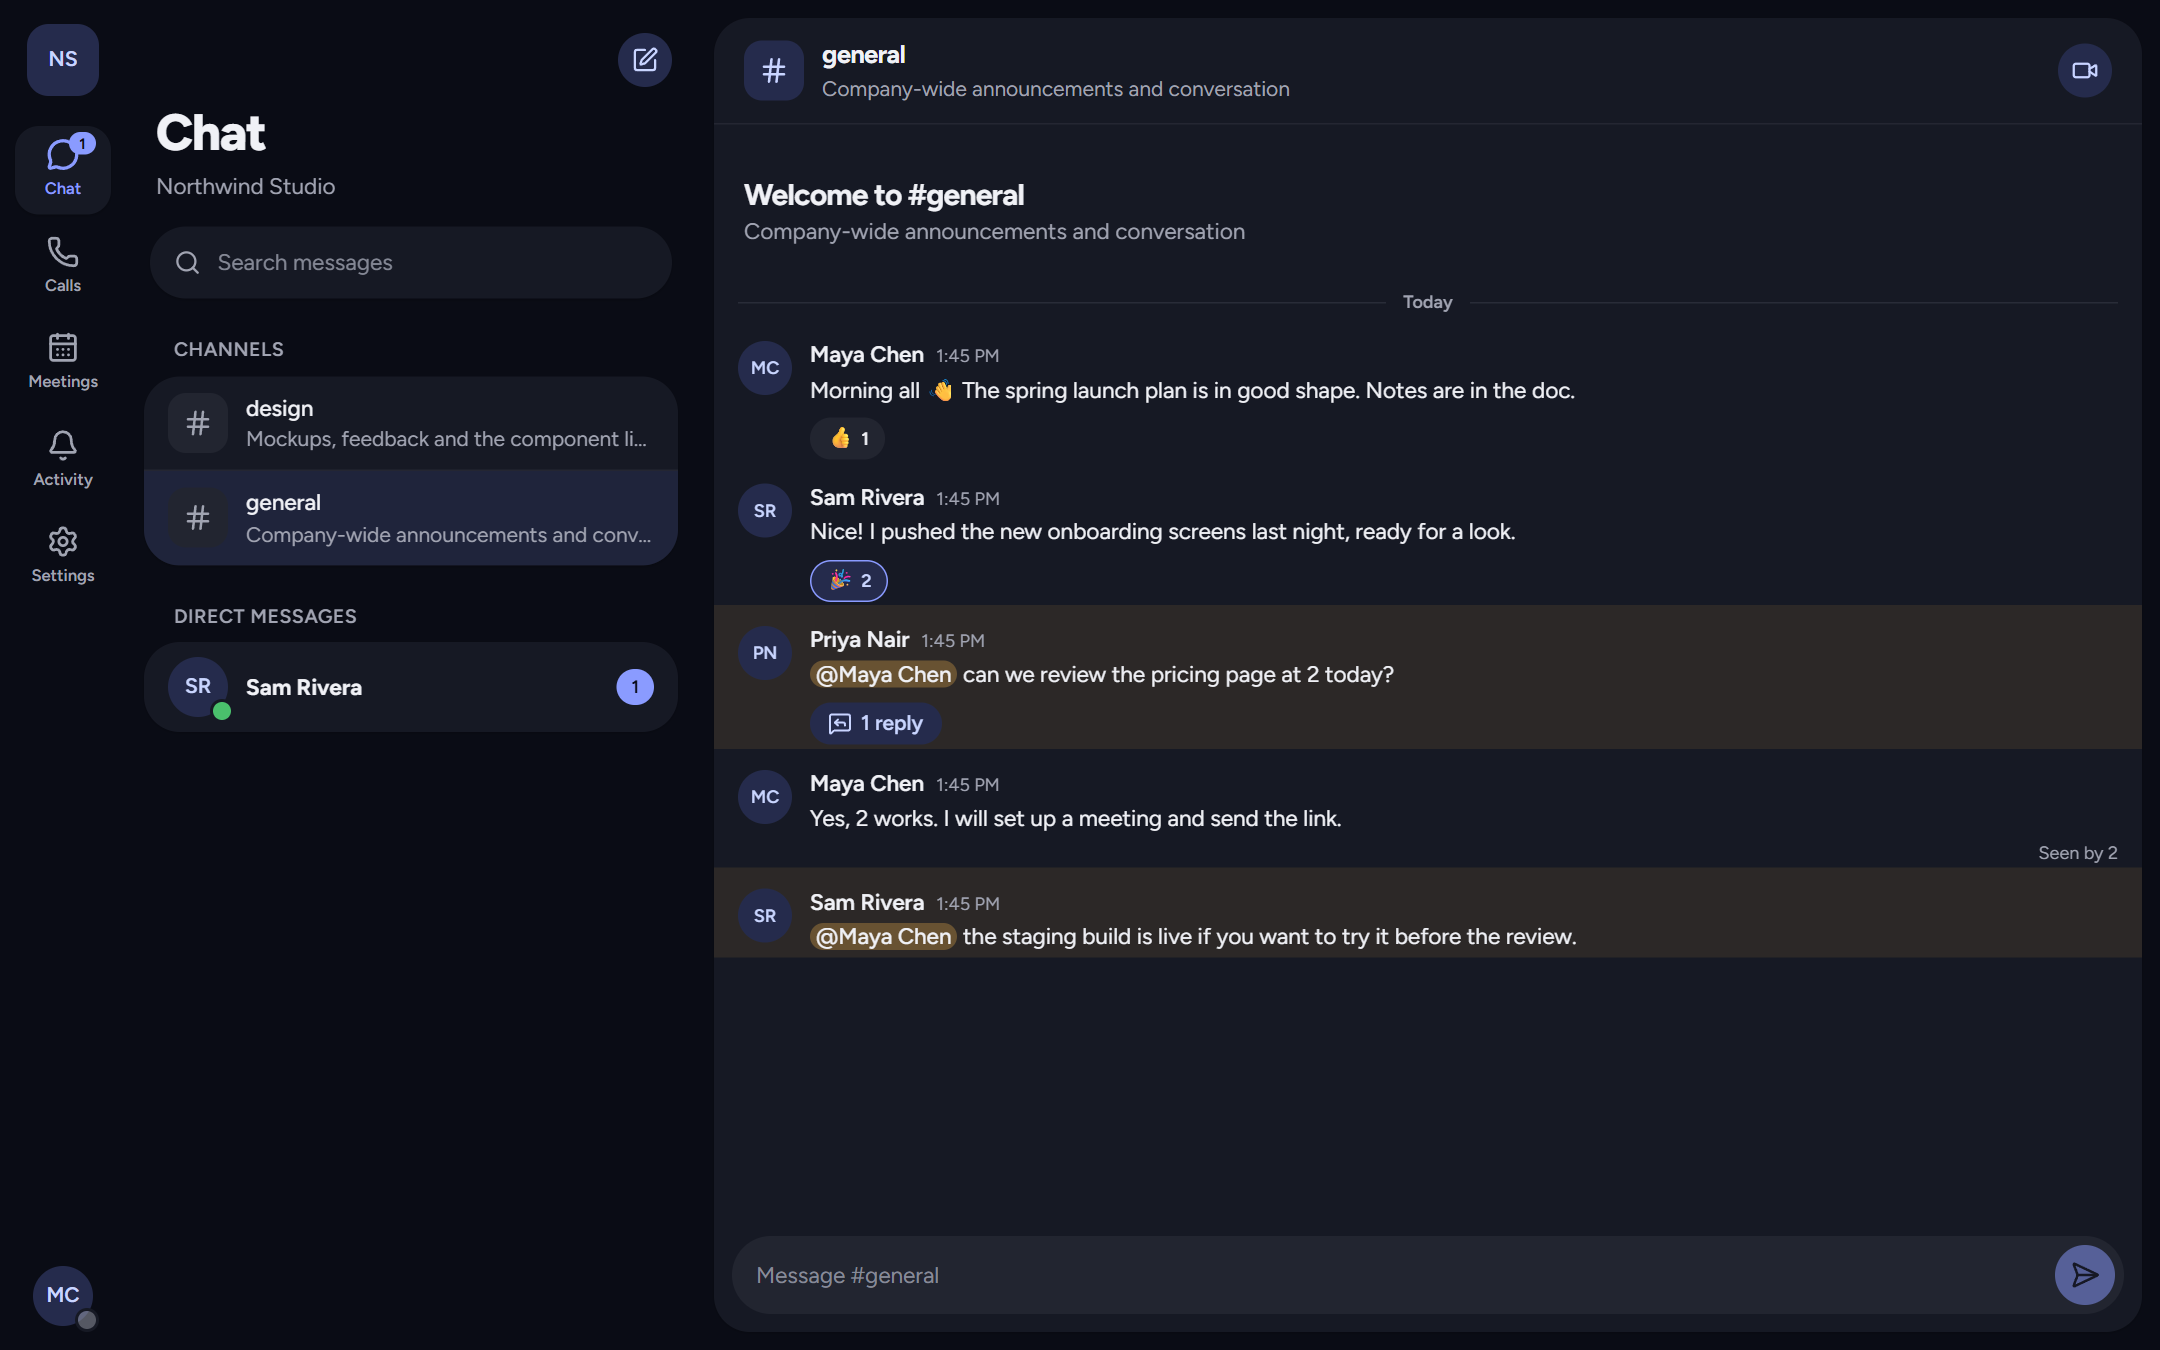 NS
1
Chat
Calls
Meetings
Activity
Settings
MC
Chat
Northwind Studio
Search messages
CHANNELS
design
Mockups, feedback and the component li...
general
Company-wide announcements and conv...
DIRECT MESSAGES
SR
Sam Rivera
1
general
Company-wide announcements and conversation
Welcome to #general
Company-wide announcements and conversation
Today
MC
Maya Chen 1:45 PM
Morning all 👋 The spring launch plan is in good shape. Notes are in the doc.
👍 1
SR
Sam Rivera 1:45 PM
Nice! I pushed the new onboarding screens last night, ready for a look.
🎉 2
PN
Priya Nair 1:45 PM
@Maya Chen can we review the pricing page at 2 today?
1 reply
MC
Maya Chen 1:45 PM
Yes, 2 works. I will set up a meeting and send the link.
Seen by 2
SR
Sam Rivera 1:45 PM
@Maya Chen the staging build is live if you want to try it before the review.
Message #general